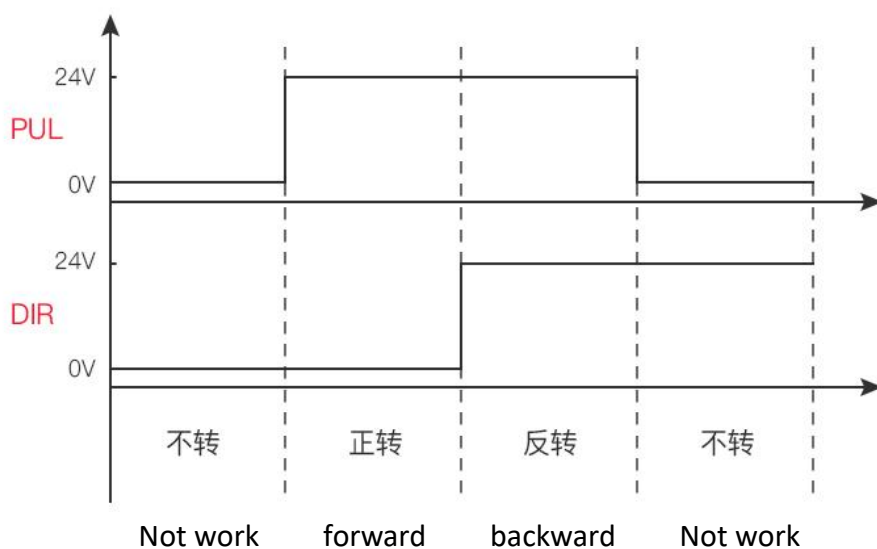 24V
PUL
0V
24V
DIR
0V
不转 正转 反转 不转
Not work forward backward Not work